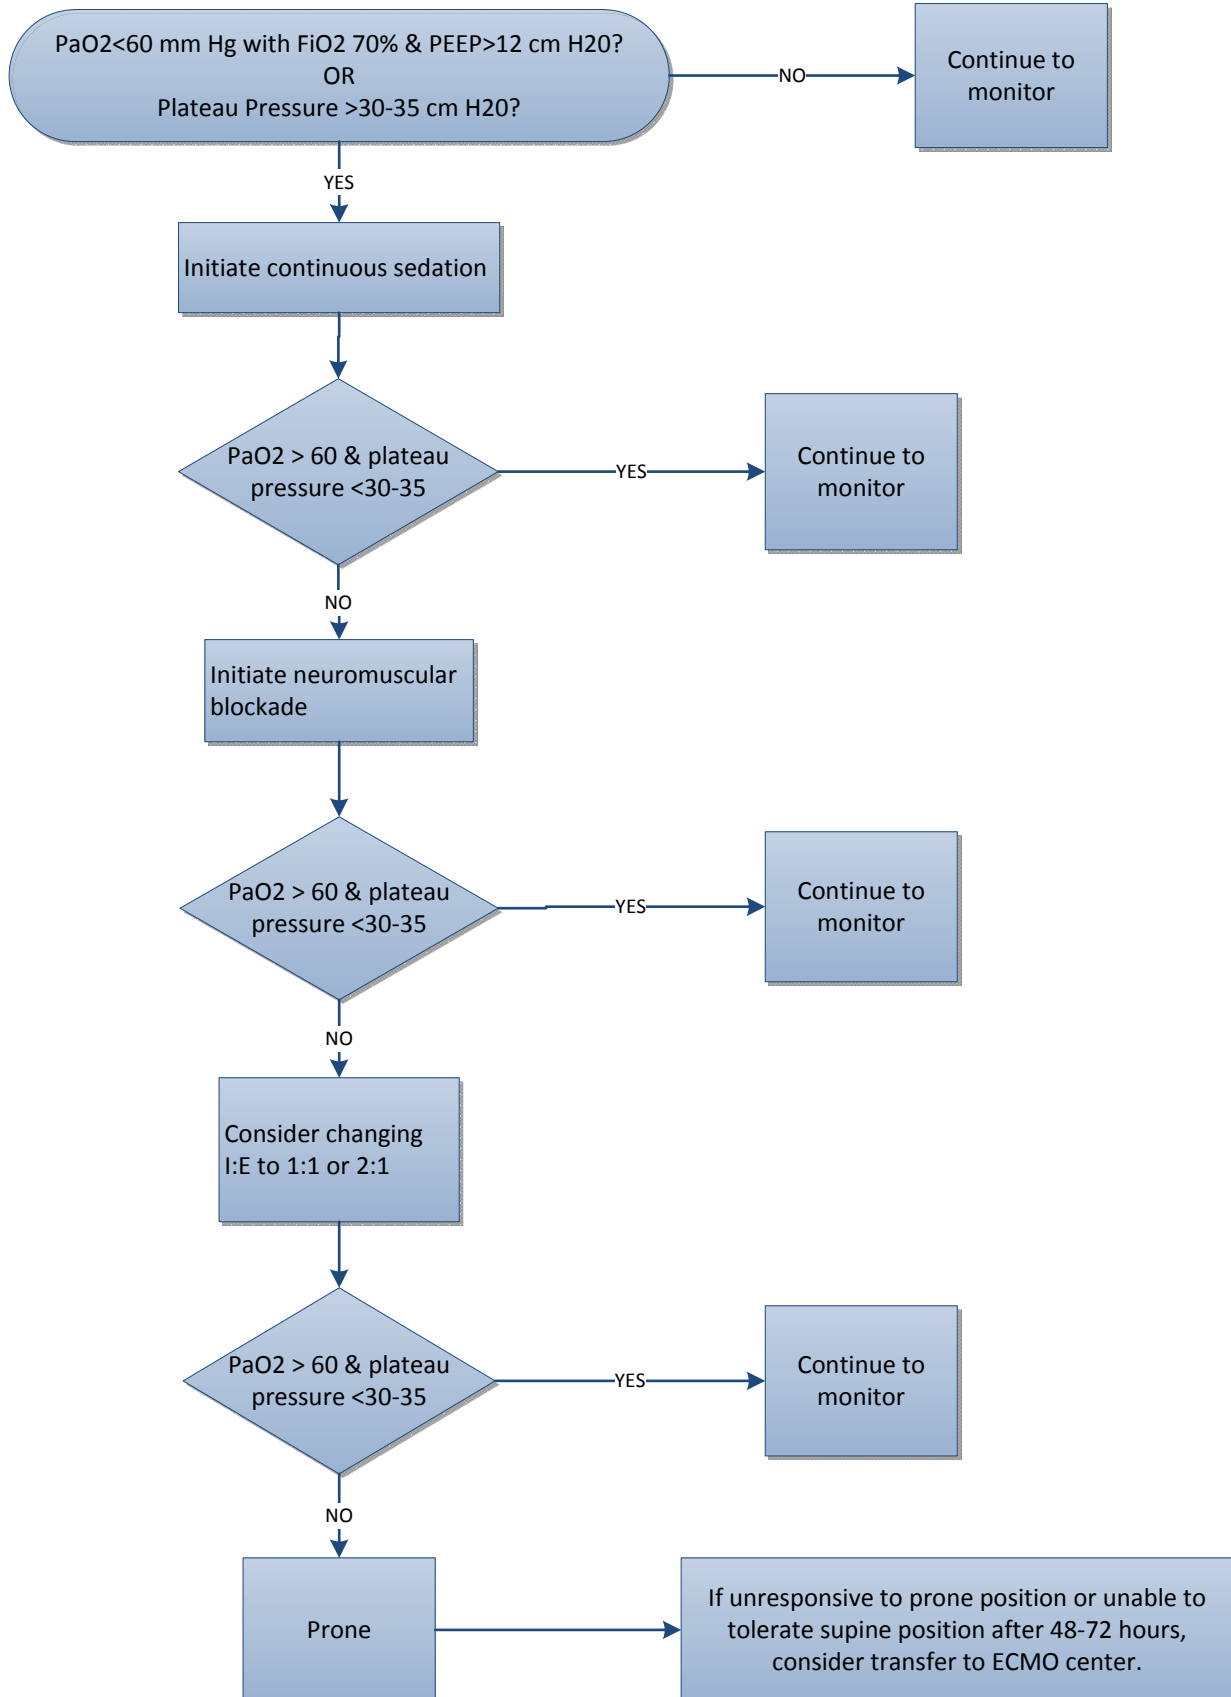 PaO2<60 mm Hg with FiO2 70% & PEEP>12 cm H20?
OR
Plateau Pressure >30-35 cm H20?
NO
Continue to
monitor
YES
Initiate continuous sedation
PaO2 > 60 & plateau
pressure <30-35
YES
Continue to
monitor
NO
Initiate neuromuscular
blockade
PaO2 > 60 & plateau
pressure <30-35
YES
Continue to
monitor
NO
Consider changing
I:E to 1:1 or 2:1
PaO2 > 60 & plateau
pressure <30-35
YES
Continue to
monitor
NO
Prone
If unresponsive to prone position or unable to
tolerate supine position after 48-72 hours,
consider transfer to ECMO center.